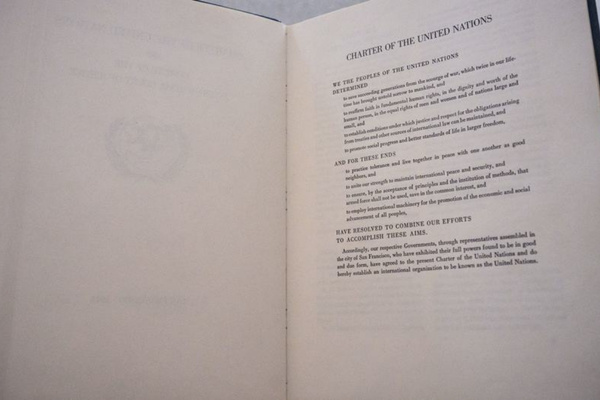 CHARTER OF THE UNITED NATIONS
WE THE PEOPLES OF THE UNITED NATIONS
DETERMINED
to save succeeding generations from the scourge of war, which twice in our life-
time has brought untold sorrow to mankind, and
to reaffirm faith in fundamental human rights, in the dignity and worth of the
human person, in the equal rights of men and women and of nations large and
small, and
to establish conditions under which justice and respect for the obligations arising
from treaties and other sources of international law can be maintained, and
to promote social progress and better standards of life in larger freedom,
AND FOR THESE ENDS
to practice tolerance and live together in peace with one another as good
neighbors, and
to unite our strength to maintain international peace and security, and
to ensure, by the acceptance of principles and the institution of methods, that
armed force shall not be used, save in the common interest, and
to employ international machinery for the promotion of the economic and social
advancement of all peoples,
HAVE RESOLVED TO COMBINE OUR EFFORTS
TO ACCOMPLISH THESE AIMS.
Accordingly, our respective Governments, through representatives assembled in
the city of San Francisco, who have exhibited their full powers found to be in good
and due form, have agreed to the present Charter of the United Nations and do
hereby establish an international organization to be known as the United Nations.